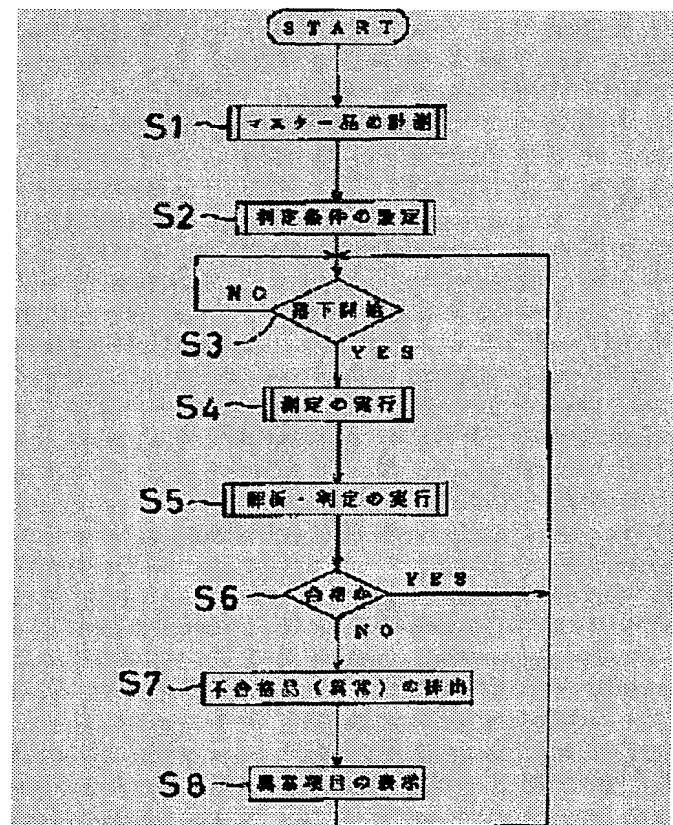 START
S1 マスター品の計測
S2 判定条件の設定
NO
S3 落下開始
YES
S4 測定の実行
S5 解析・判定の実行
S6 合格か YES
NO
S7 不合格品(異常)の排出
S8 異常項目の表示